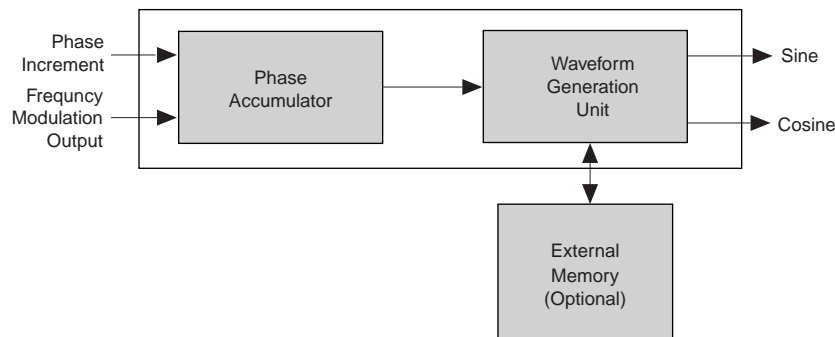 Phase
Increment
Frequncy
Modulation
Output
Phase
Accumulator
Waveform
Generation
Unit
Sine
Cosine
External
Memory
(Optional)